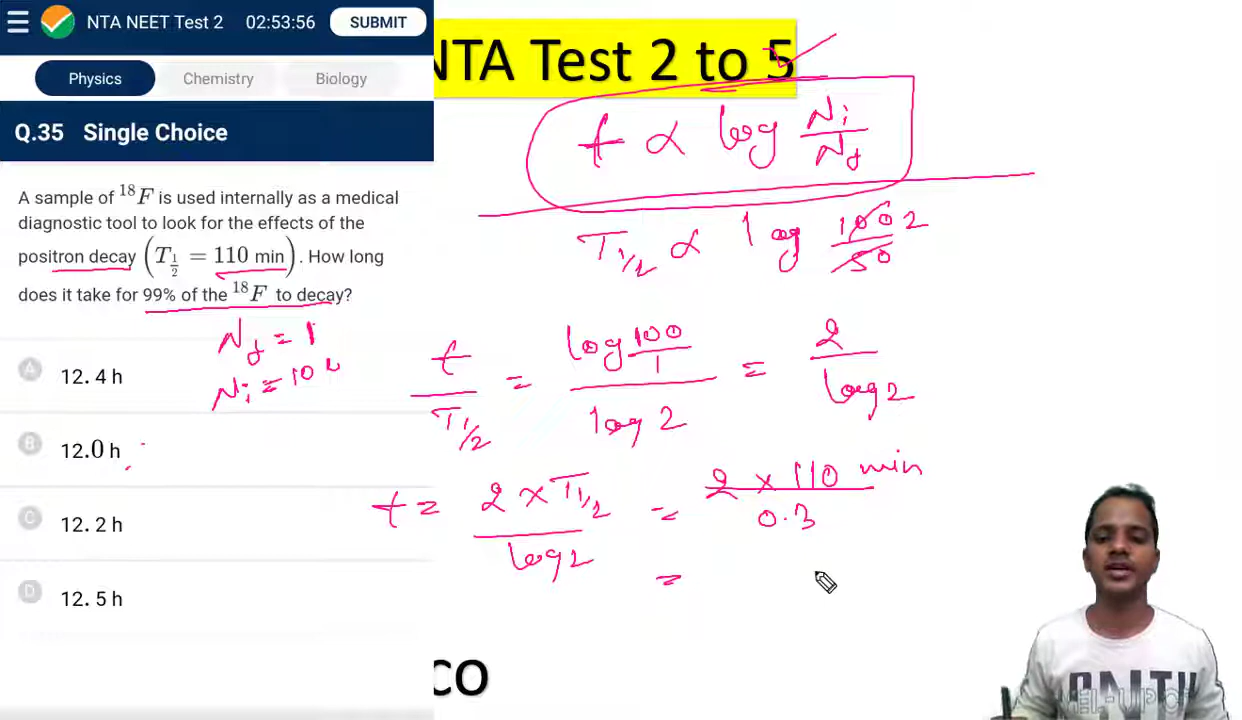 NTA NEET Test 2 02:53:56 SUBMIT
Physics Chemistry Biology
Q.35 Single Choice
A sample of ¹⁸F is used internally as a medical
diagnostic tool to look for the effects of the
positron decay (T½ = 110 min). How long
does it take for 99% of the ¹⁸F to decay?
Nf = 1
Ni = 100
A 12.4 h
B 12.0 h
C 12.2 h
D 12.5 h
NTA Test 2 to 5
t ∝ log Ni/Nf
T1/2 ∝ log 100/50 2
t/T1/2 = log 100/1 / log 2 = 2/log 2
t = 2 × T1/2 / log 2 = 2 × 110 min / 0.3
=
co